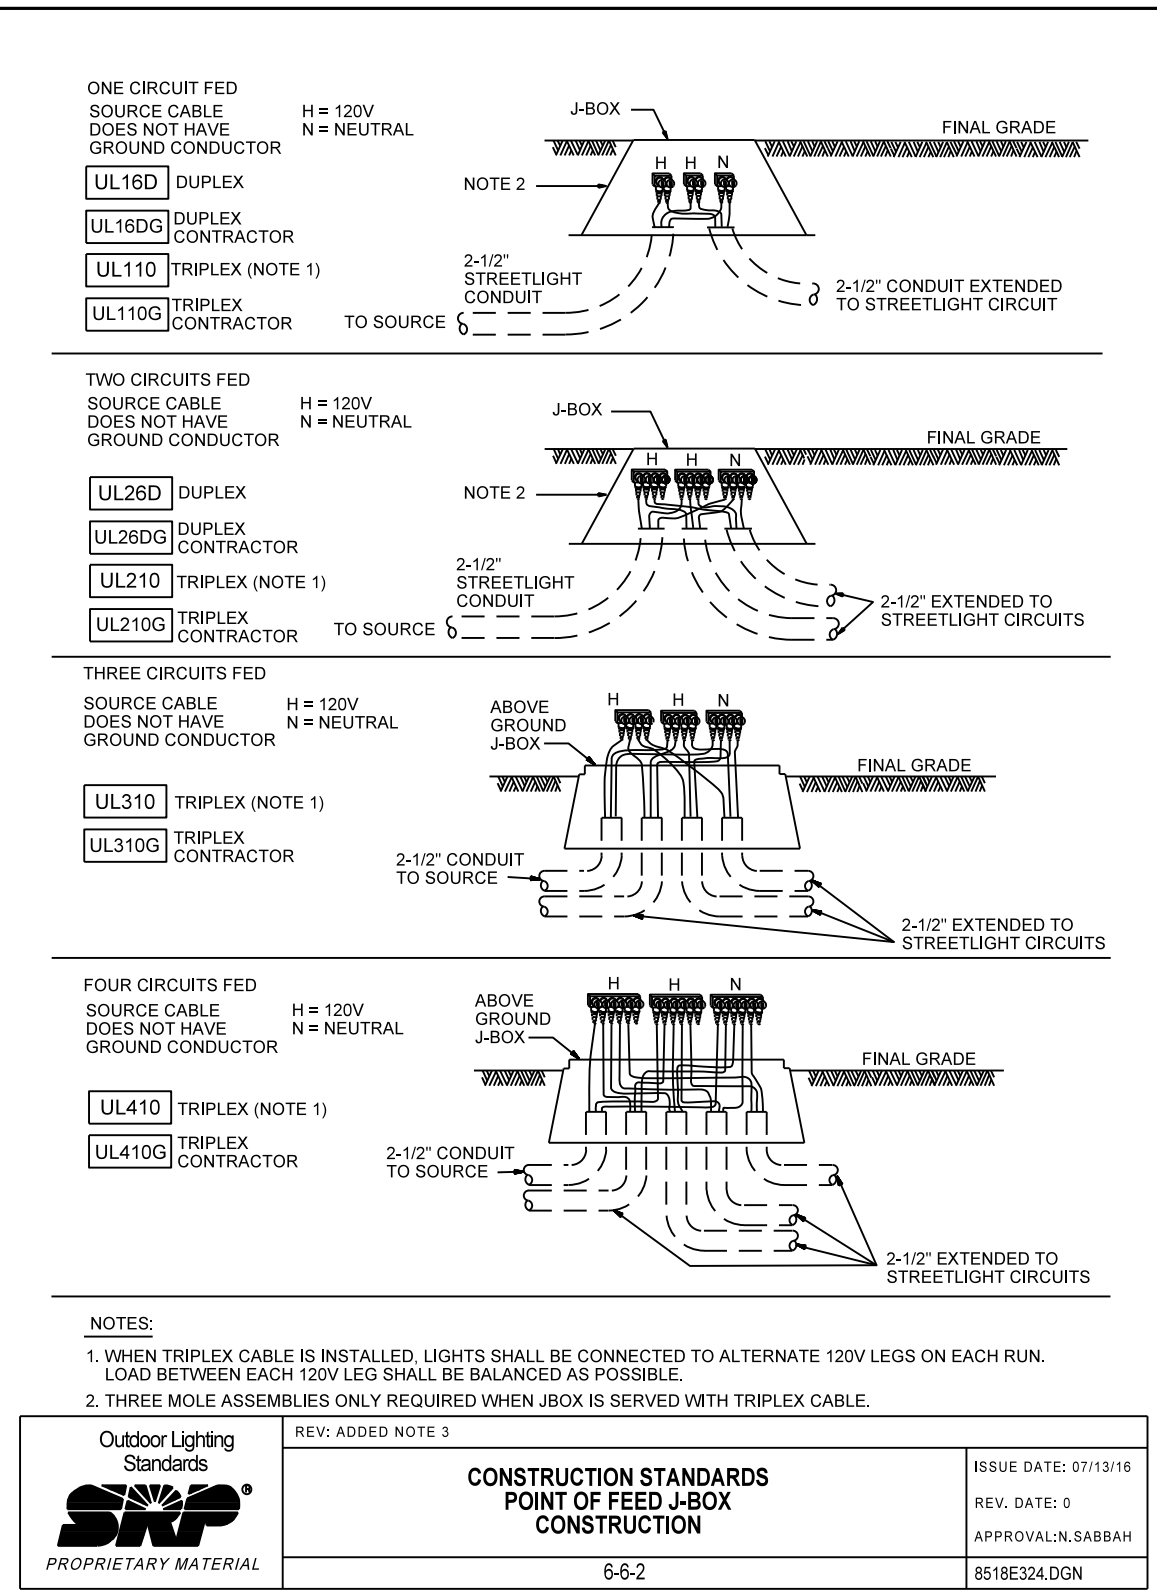 ONE CIRCUIT FED
SOURCE CABLE
DOES NOT HAVE
GROUND CONDUCTOR
H = 120V
N = NEUTRAL
UL16D DUPLEX
UL16DG DUPLEX
CONTRACTOR
UL110 TRIPLEX (NOTE 1)
UL110G TRIPLEX
CONTRACTOR
J-BOX
FINAL GRADE
H H N
NOTE 2
2-1/2"
STREETLIGHT
CONDUIT
TO SOURCE
2-1/2" CONDUIT EXTENDED
TO STREETLIGHT CIRCUIT
TWO CIRCUITS FED
SOURCE CABLE
DOES NOT HAVE
GROUND CONDUCTOR
H = 120V
N = NEUTRAL
UL26D DUPLEX
UL26DG DUPLEX
CONTRACTOR
UL210 TRIPLEX (NOTE 1)
UL210G TRIPLEX
CONTRACTOR
J-BOX
FINAL GRADE
H H N
NOTE 2
2-1/2"
STREETLIGHT
CONDUIT
TO SOURCE
2-1/2" EXTENDED TO
STREETLIGHT CIRCUITS
THREE CIRCUITS FED
SOURCE CABLE
DOES NOT HAVE
GROUND CONDUCTOR
H = 120V
N = NEUTRAL
UL310 TRIPLEX (NOTE 1)
UL310G TRIPLEX
CONTRACTOR
ABOVE
GROUND
J-BOX
H H N
FINAL GRADE
2-1/2" CONDUIT
TO SOURCE
2-1/2" EXTENDED TO
STREETLIGHT CIRCUITS
FOUR CIRCUITS FED
SOURCE CABLE
DOES NOT HAVE
GROUND CONDUCTOR
H = 120V
N = NEUTRAL
UL410 TRIPLEX (NOTE 1)
UL410G TRIPLEX
CONTRACTOR
ABOVE
GROUND
J-BOX
H H N
FINAL GRADE
2-1/2" CONDUIT
TO SOURCE
2-1/2" EXTENDED TO
STREETLIGHT CIRCUITS
NOTES:
1. WHEN TRIPLEX CABLE IS INSTALLED, LIGHTS SHALL BE CONNECTED TO ALTERNATE 120V LEGS ON EACH RUN.
LOAD BETWEEN EACH 120V LEG SHALL BE BALANCED AS POSSIBLE.
2. THREE MOLE ASSEMBLIES ONLY REQUIRED WHEN JBOX IS SERVED WITH TRIPLEX CABLE.
Outdoor Lighting
Standards
SRP®
PROPRIETARY MATERIAL
REV: ADDED NOTE 3
CONSTRUCTION STANDARDS
POINT OF FEED J-BOX
CONSTRUCTION
6-6-2
ISSUE DATE: 07/13/16
REV. DATE: 0
APPROVAL:N.SABBAH
8518E324.DGN